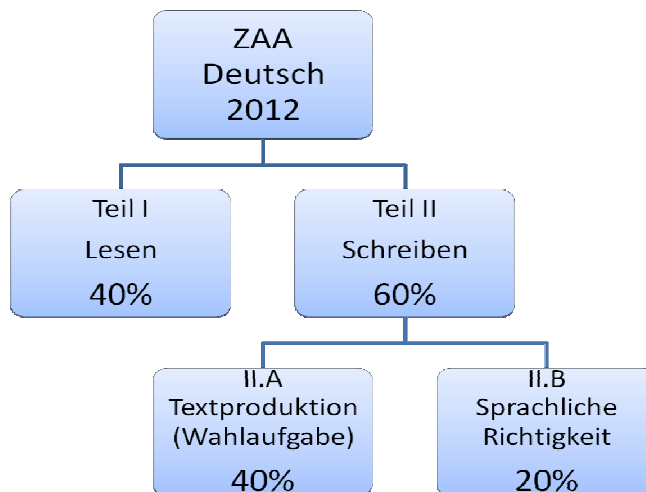 ZAA
Deutsch
2012
Teil I
Lesen
40%
Teil II
Schreiben
60%
II.A
Textproduktion
(Wahlaufgabe)
40%
II.B
Sprachliche
Richtigkeit
20%